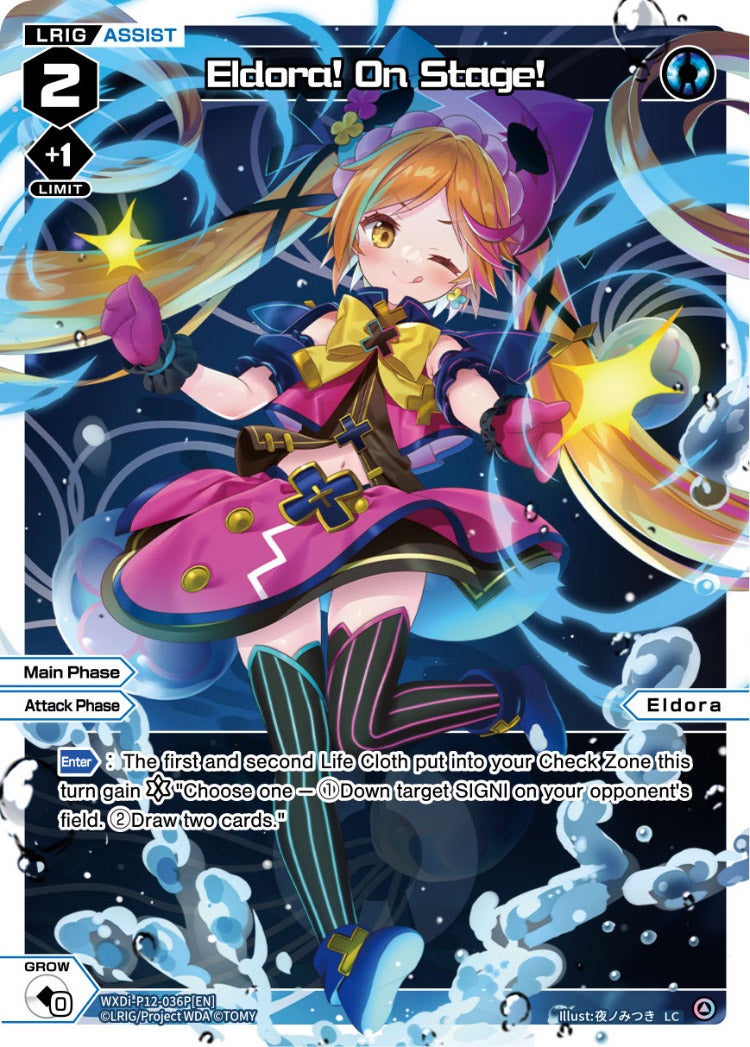 LRIG ASSIST
2
Eldora! On Stage!
+1
LIMIT
Main Phase
Attack Phase
Eldora
Enter : The first and second Life Cloth put into your Check Zone this
turn gain "Choose one – ①Down target SIGNI on your opponent's
field. ②Draw two cards."
GROW
0
WXDi-P12-036P[EN]
©LRIG/Project WDA ©TOMY
Illust:夜ノみつき LC